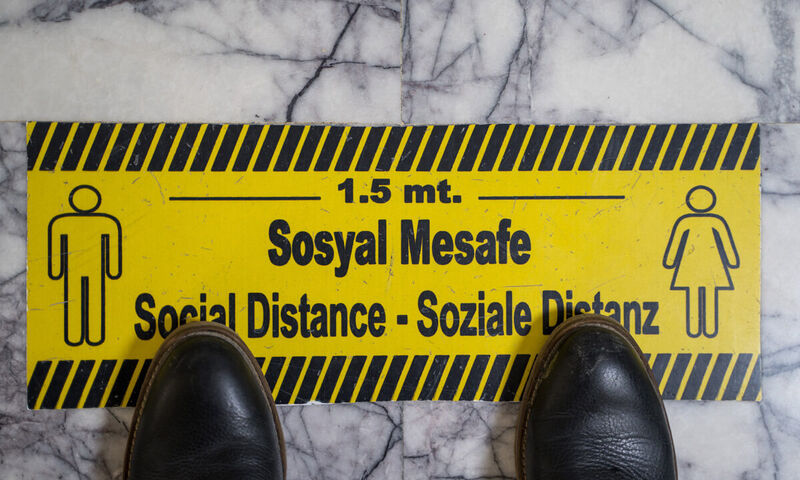 1.5 mt.
Sosyal Mesafe
Social Distance - Soziale Distanz